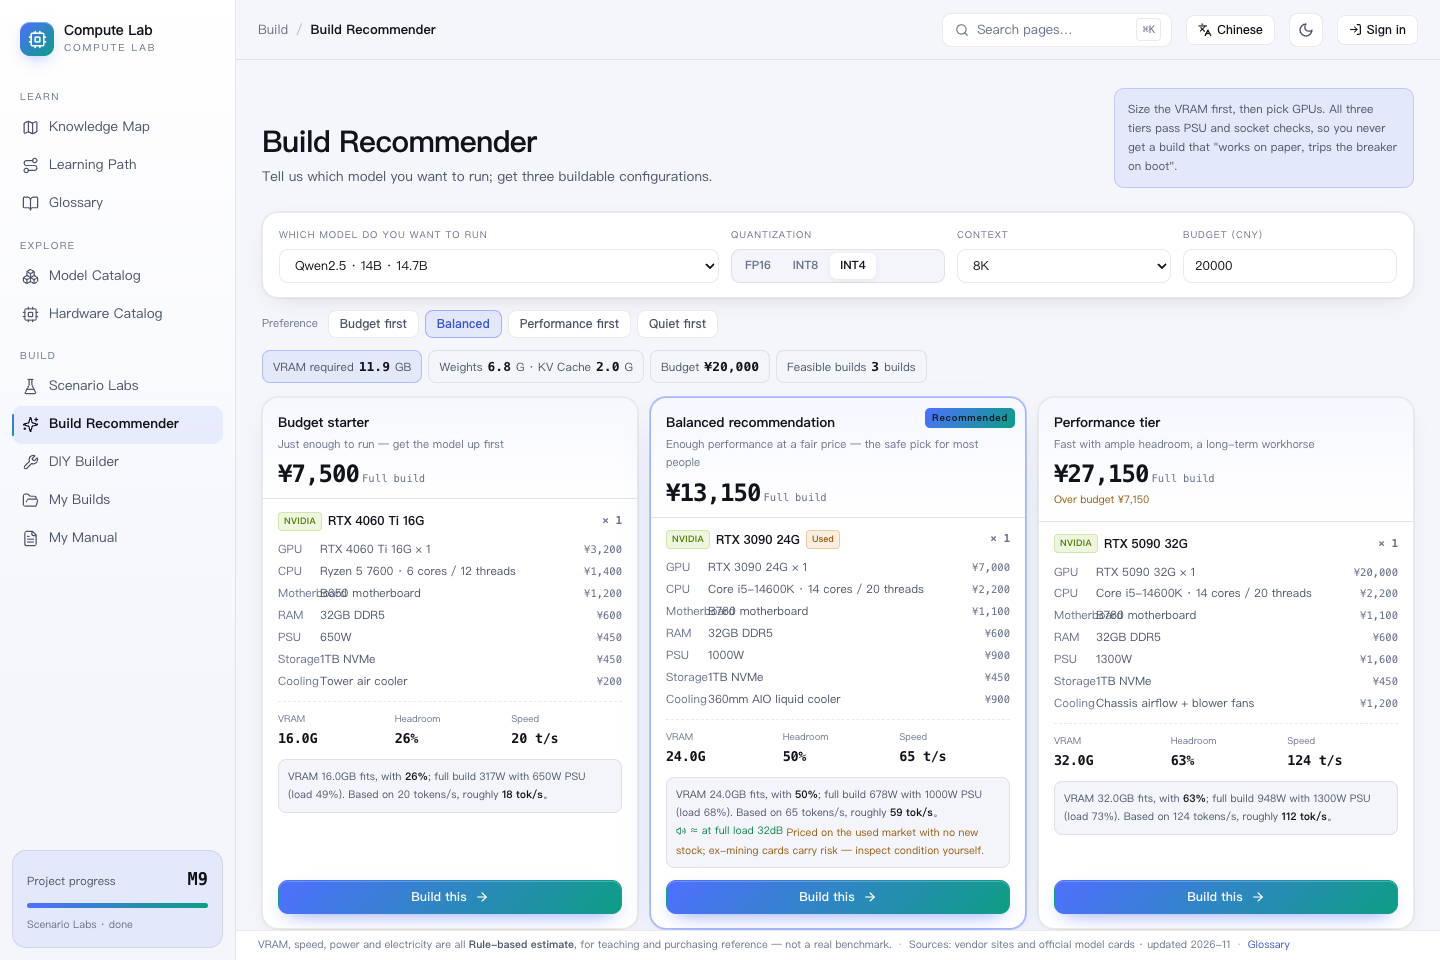 Compute Lab
COMPUTE LAB
LEARN
Knowledge Map
Learning Path
Glossary
EXPLORE
Model Catalog
Hardware Catalog
BUILD
Scenario Labs
Build Recommender
DIY Builder
My Builds
My Manual
Project progress M9
Scenario Labs · done
Build / Build Recommender
Search pages... ⌘K
Chinese
Sign in
Build Recommender
Tell us which model you want to run; get three buildable configurations.
Size the VRAM first, then pick GPUs. All three
tiers pass PSU and socket checks, so you never
get a build that "works on paper, trips the breaker
on boot".
WHICH MODEL DO YOU WANT TO RUN
Qwen2.5 · 14B · 14.7B
QUANTIZATION
FP16 INT8 INT4
CONTEXT
8K
BUDGET (CNY)
20000
Preference Budget first Balanced Performance first Quiet first
VRAM required 11.9 GB
Weights 6.8 G · KV Cache 2.0 G
Budget ¥20,000
Feasible builds 3 builds
Budget starter
Just enough to run — get the model up first
¥7,500 Full build
NVIDIA RTX 4060 Ti 16G × 1
GPU RTX 4060 Ti 16G × 1 ¥3,200
CPU Ryzen 5 7600 · 6 cores / 12 threads ¥1,400
Motherboard B650 motherboard ¥1,200
RAM 32GB DDR5 ¥600
PSU 650W ¥450
Storage 1TB NVMe ¥450
Cooling Tower air cooler ¥200
VRAM Headroom Speed
16.0G 26% 20 t/s
VRAM 16.0GB fits, with 26%; full build 317W with 650W PSU
(load 49%). Based on 20 tokens/s, roughly 18 tok/s。
Build this →
Balanced recommendation
Recommended
Enough performance at a fair price — the safe pick for most
people
¥13,150 Full build
NVIDIA RTX 3090 24G Used × 1
GPU RTX 3090 24G × 1 ¥7,000
CPU Core i5-14600K · 14 cores / 20 threads ¥2,200
Motherboard B760 motherboard ¥1,100
RAM 32GB DDR5 ¥600
PSU 1000W ¥900
Storage 1TB NVMe ¥450
Cooling 360mm AIO liquid cooler ¥900
VRAM Headroom Speed
24.0G 50% 65 t/s
VRAM 24.0GB fits, with 50%; full build 678W with 1000W PSU
(load 68%). Based on 65 tokens/s, roughly 59 tok/s。
≈ at full load 32dB Priced on the used market with no new
stock; ex-mining cards carry risk — inspect condition yourself.
Build this →
Performance tier
Fast with ample headroom, a long-term workhorse
¥27,150 Full build
Over budget ¥7,150
NVIDIA RTX 5090 32G × 1
GPU RTX 5090 32G × 1 ¥20,000
CPU Core i5-14600K · 14 cores / 20 threads ¥2,200
Motherboard B760 motherboard ¥1,100
RAM 32GB DDR5 ¥600
PSU 1300W ¥1,600
Storage 1TB NVMe ¥450
Cooling Chassis airflow + blower fans ¥1,200
VRAM Headroom Speed
32.0G 63% 124 t/s
VRAM 32.0GB fits, with 63%; full build 948W with 1300W PSU
(load 73%). Based on 124 tokens/s, roughly 112 tok/s。
Build this →
VRAM, speed, power and electricity are all Rule-based estimate, for teaching and purchasing reference — not a real benchmark. · Sources: vendor sites and official model cards · updated 2026-11 · Glossary